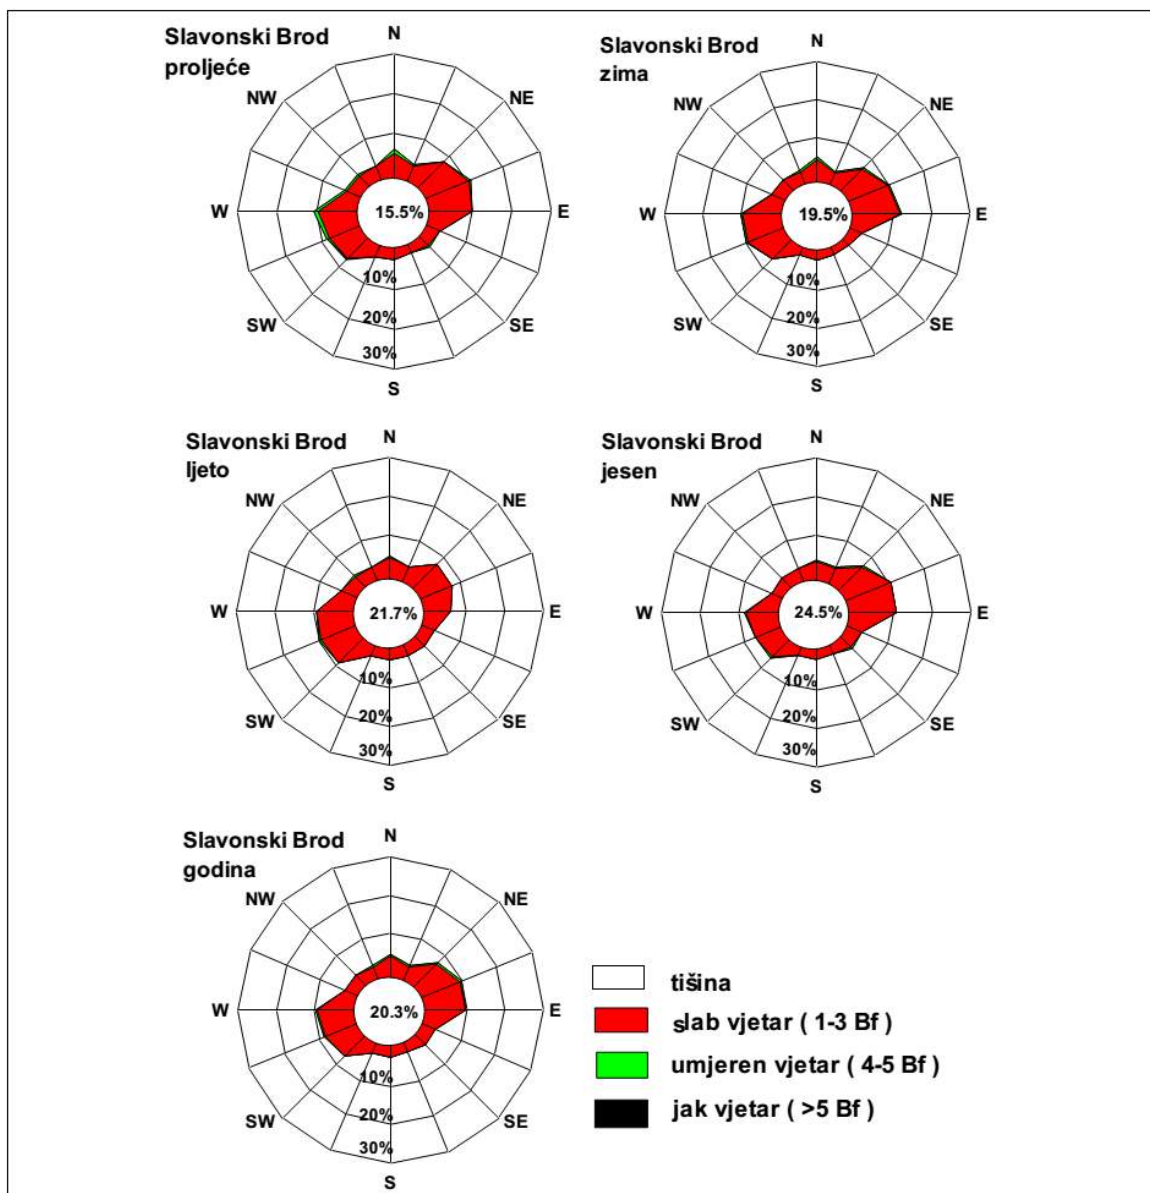 Slavonski Brod
proljeće
N
NW
NE
W
15.5%
E
10%
SW
20%
SE
30%
S
Slavonski Brod
zima
N
NW
NE
W
19.5%
E
10%
SW
20%
SE
30%
S
Slavonski Brod
ljeto
N
NW
NE
W
21.7%
E
10%
SW
20%
SE
30%
S
Slavonski Brod
jesen
N
NW
NE
W
24.5%
E
10%
SW
20%
SE
30%
S
Slavonski Brod
godina
N
NW
NE
W
20.3%
E
10%
SW
20%
SE
30%
S
tišina
slab vjetar ( 1-3 Bf )
umjeren vjetar ( 4-5 Bf )
jak vjetar ( >5 Bf )